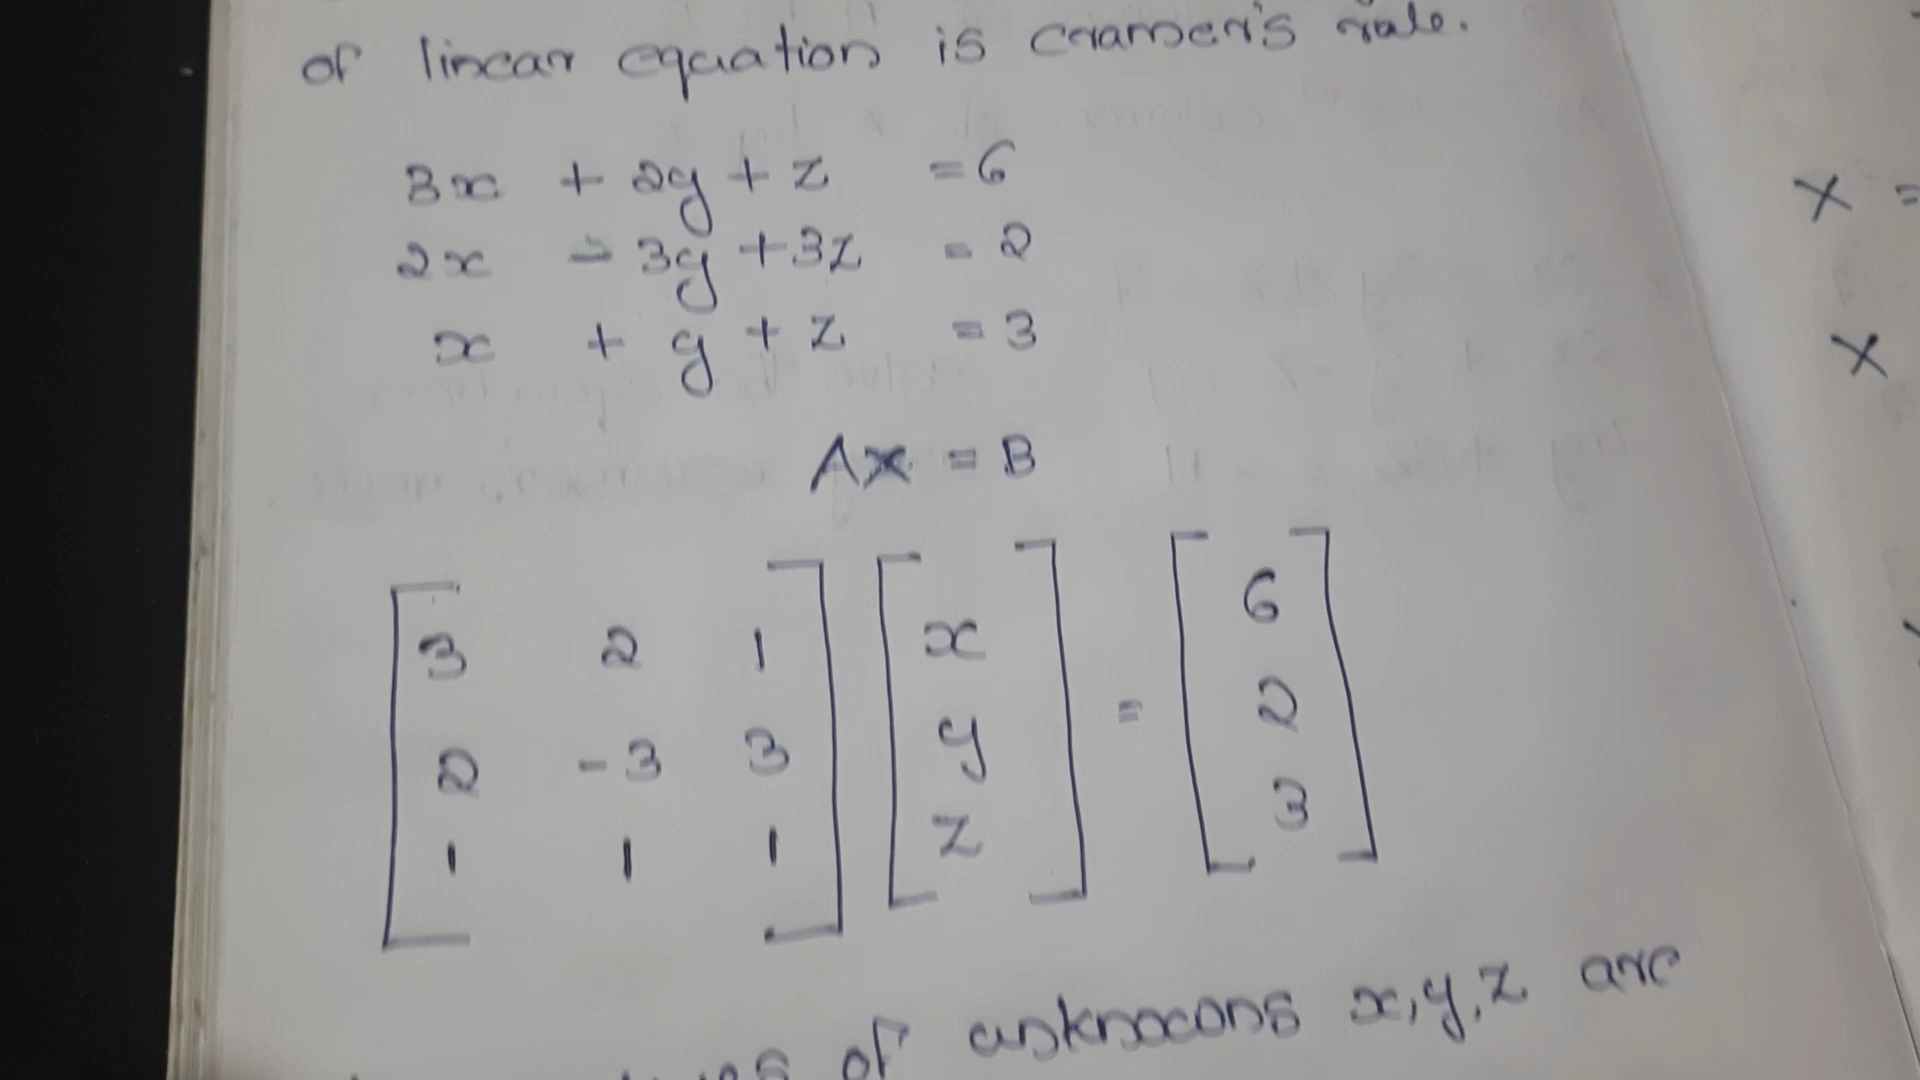 of linear equation is cramer's rule.
3x + 2y + z = 6
2x - 3y + 3z = 2
x + y + z = 3
Ax = B
[3 2 1] [x] = [6]
[2 -3 3] [y] [2]
[1 1 1] [z] [3]
of unknowns x, y, z are
X =
X